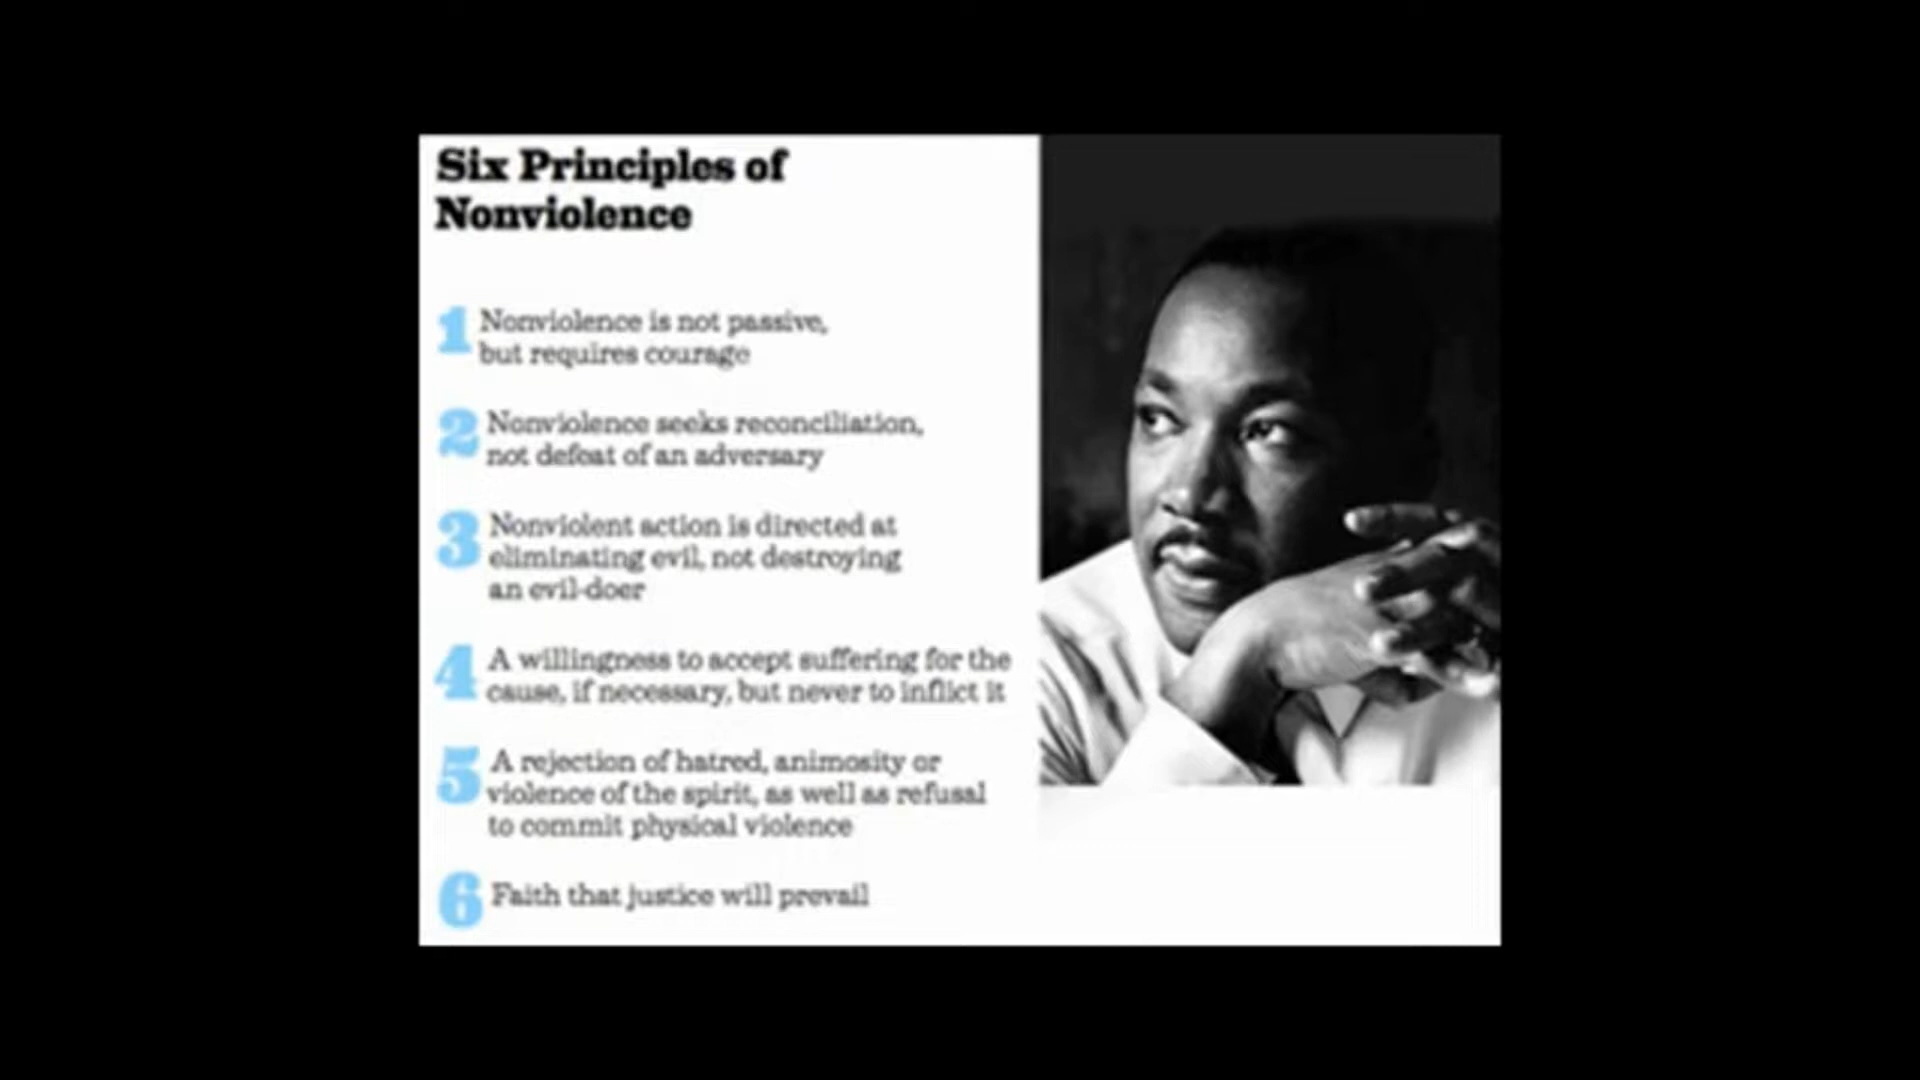 Six Principles of
Nonviolence
1 Nonviolence is not passive,
but requires courage
2 Nonviolence seeks reconciliation,
not defeat of an adversary
3 Nonviolent action is directed at
eliminating evil, not destroying
an evil-doer
4 A willingness to accept suffering for the
cause, if necessary, but never to inflict it
5 A rejection of hatred, animosity or
violence of the spirit, as well as refusal
to commit physical violence
6 Faith that justice will prevail